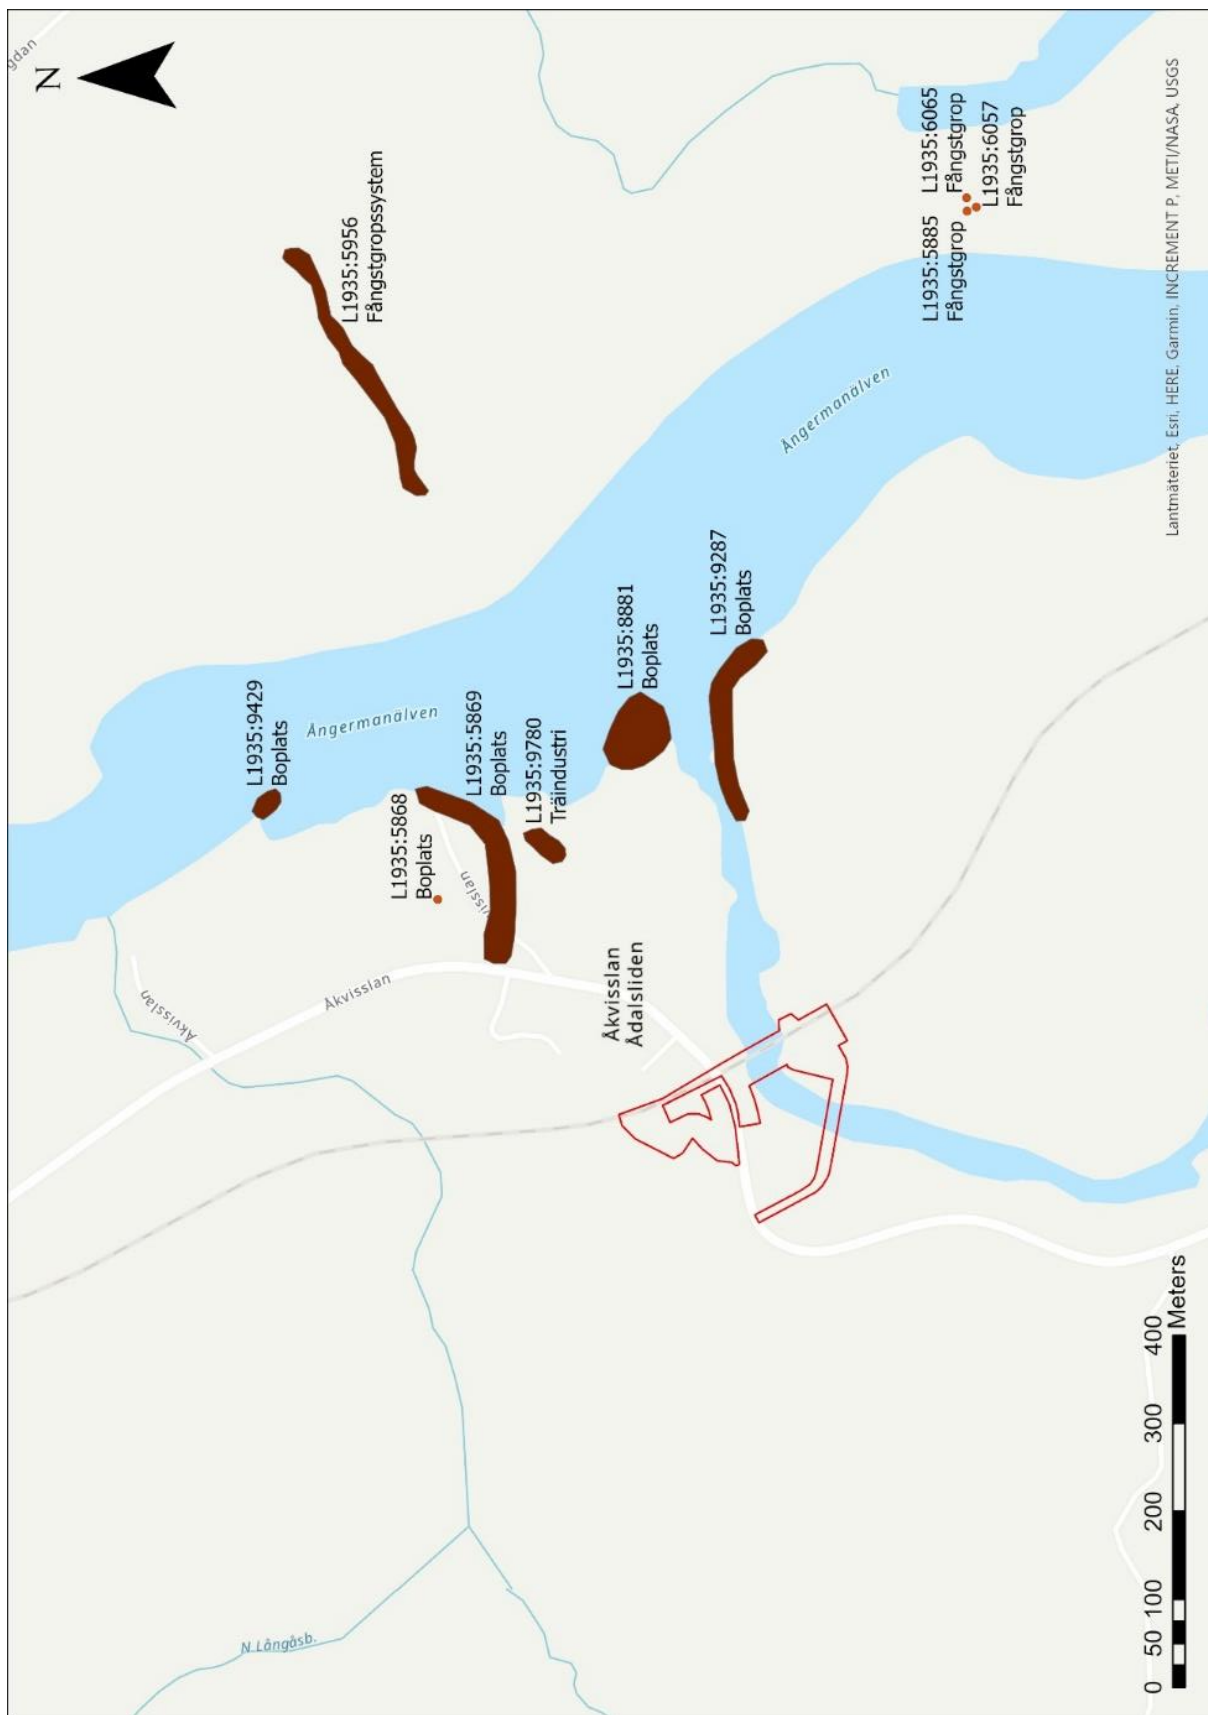 gdan
N
Åkvisslan
L1935:9429
Boplats
N Långåsb.
Ångermanälven
L1935:5956
Fångstgropssystem
Åkvisslan
L1935:5868
Boplats
visslan
L1935:5869
Boplats
L1935:9780
Träindustri
Åkvisslan
Ådalsliden
L1935:8881
Boplats
L1935:9287
Boplats
Ångermanälven
L1935:5885
Fångstgrop
L1935:6065
Fångstgrop
L1935:6057
Fångstgrop
0 50 100 200 300 400
Meters
Lantmäteriet, Esri, HERE, Garmin, INCREMENT P, METI/NASA, USGS